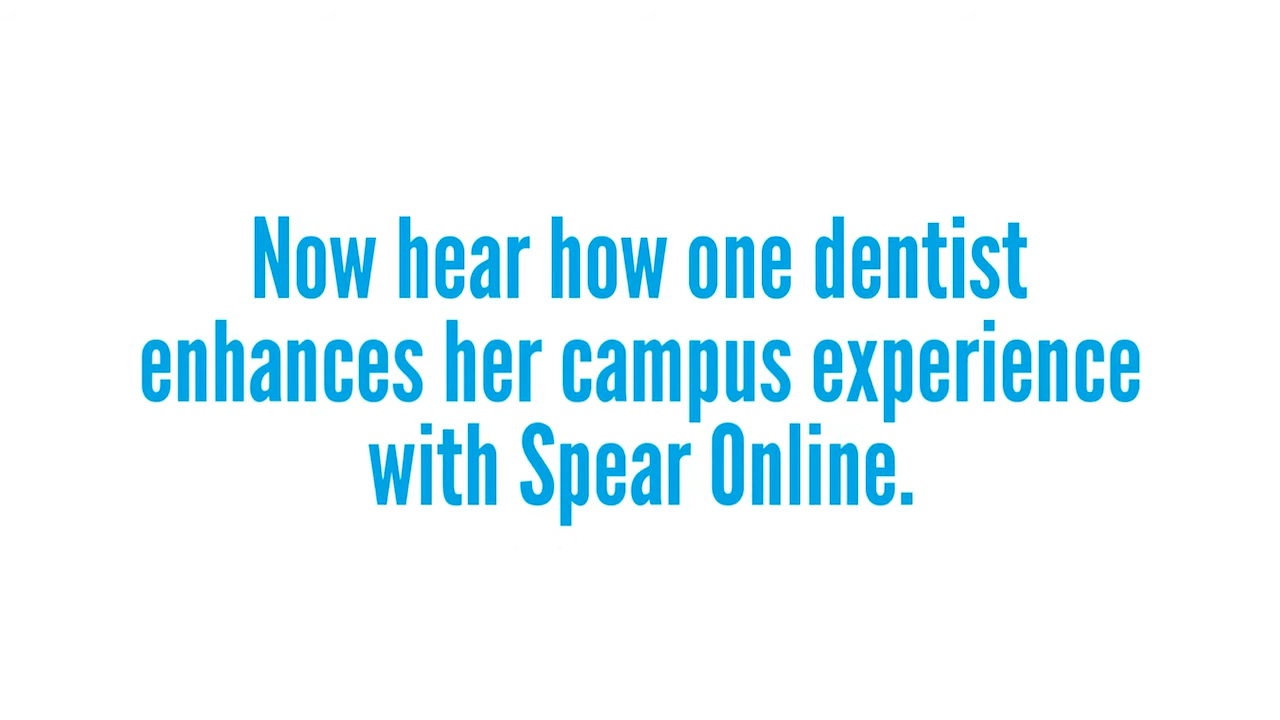 Now hear how one dentist
enhances her campus experience
with Spear Online.